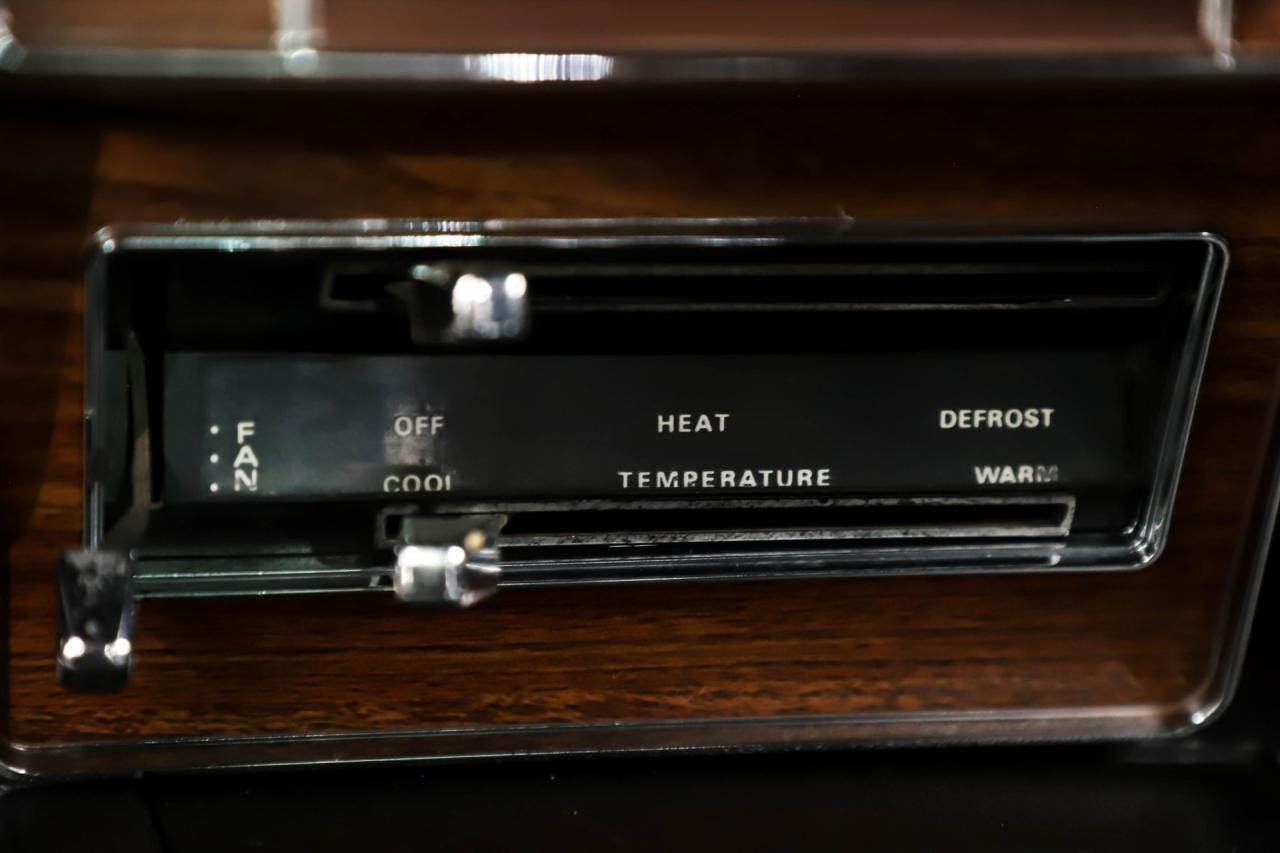 OFF HEAT DEFROST
FAN
COOL TEMPERATURE WARM